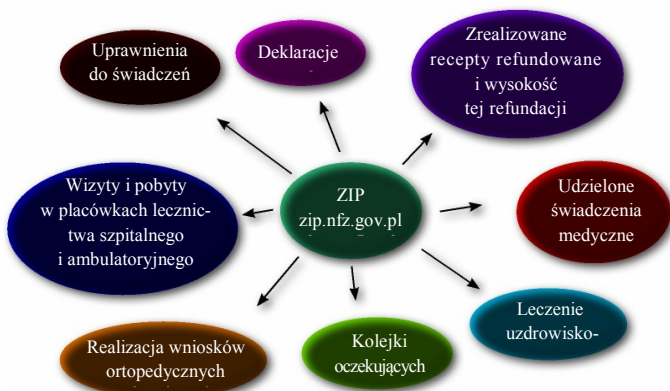 Uprawnienia
do świadczeń
Deklaracje
Zrealizowane
recepty refundowane
i wysokość
tej refundacji
Wizyty i pobyty
w placówkach lecznic-
twa szpitalnego
i ambulatoryjnego
ZIP
zip.nfz.gov.pl
Udzielone
świadczenia
medyczne
Realizacja wniosków
ortopedycznych
Kolejki
oczekujących
Leczenie
uzdrowisko-